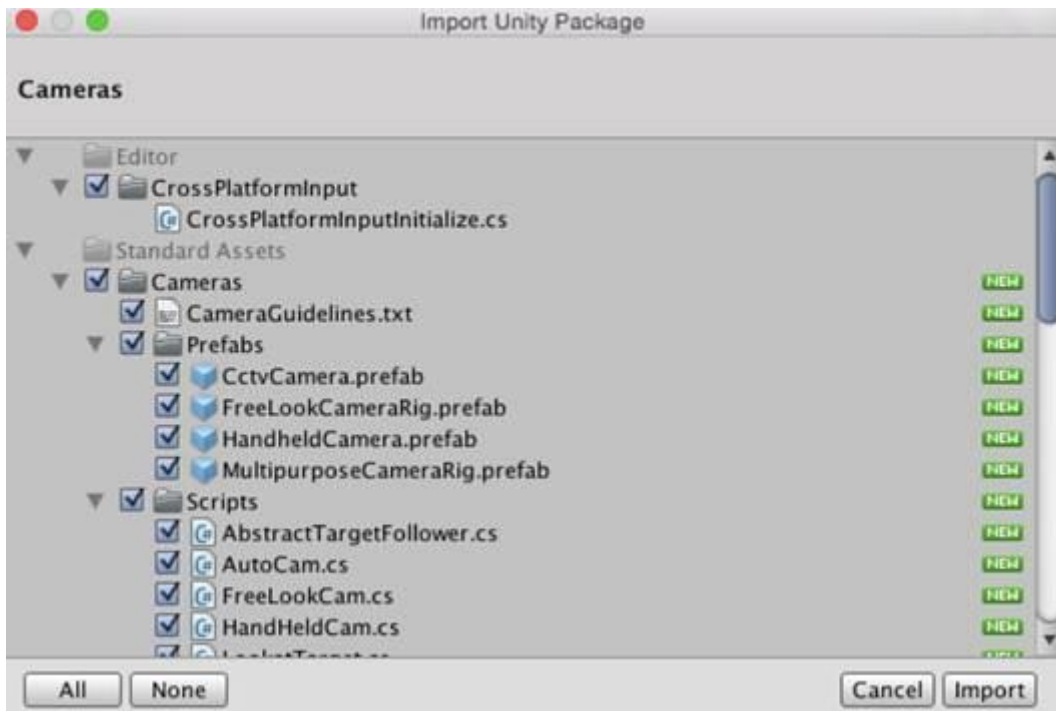 Import Unity Package
Cameras
Editor
CrossPlatformInput
CrossPlatformInputInitialize.cs
Standard Assets
Cameras NEW
CameraGuidelines.txt NEW
Prefabs NEW
CctvCamera.prefab NEW
FreeLookCameraRig.prefab NEW
HandheldCamera.prefab NEW
MultipurposeCameraRig.prefab NEW
Scripts NEW
AbstractTargetFollower.cs NEW
AutoCam.cs NEW
FreeLookCam.cs NEW
HandHeldCam.cs NEW
All None Cancel Import